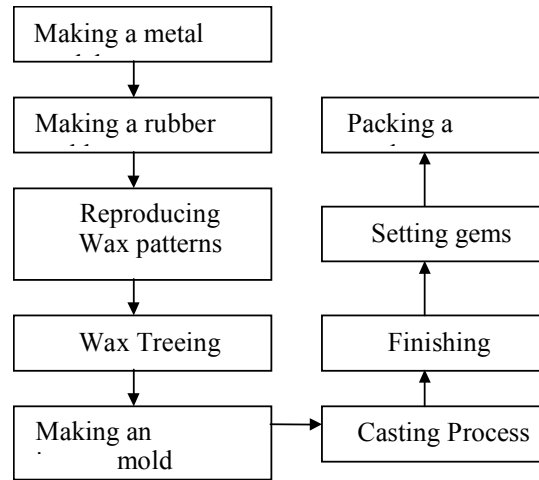 Making a metal
Making a rubber
Reproducing
Wax patterns
Wax Treeing
Making an
mold
Casting Process
Finishing
Setting gems
Packing a